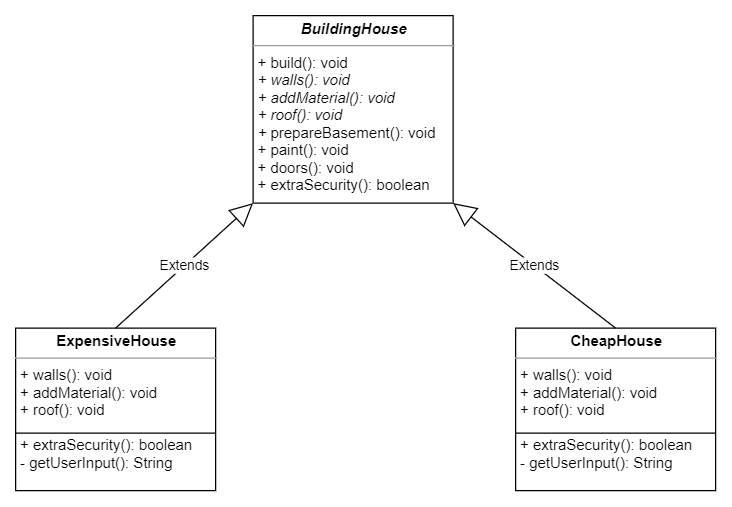 BuildingHouse
+ build(): void
+ walls(): void
+ addMaterial(): void
+ roof(): void
+ prepareBasement(): void
+ paint(): void
+ doors(): void
+ extraSecurity(): boolean
Extends
Extends
ExpensiveHouse
+ walls(): void
+ addMaterial(): void
+ roof(): void
+ extraSecurity(): boolean
- getUserInput(): String
CheapHouse
+ walls(): void
+ addMaterial(): void
+ roof(): void
+ extraSecurity(): boolean
- getUserInput(): String